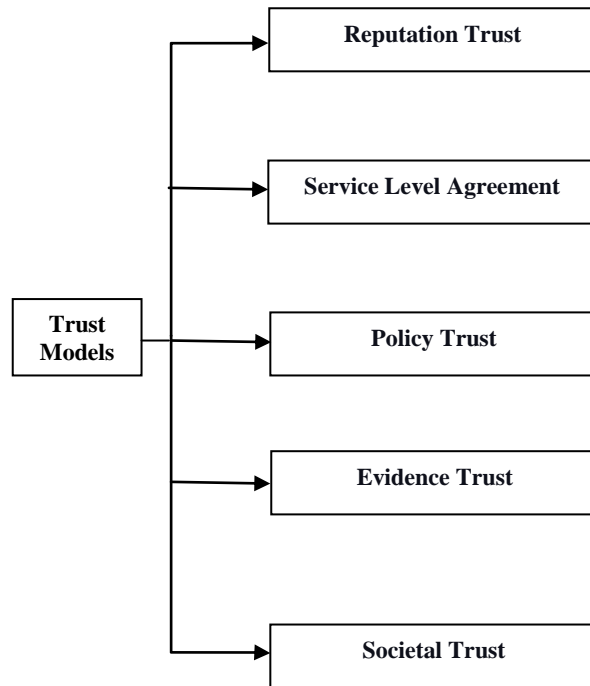 Reputation Trust
Service Level Agreement
Trust
Models
Policy Trust
Evidence Trust
Societal Trust